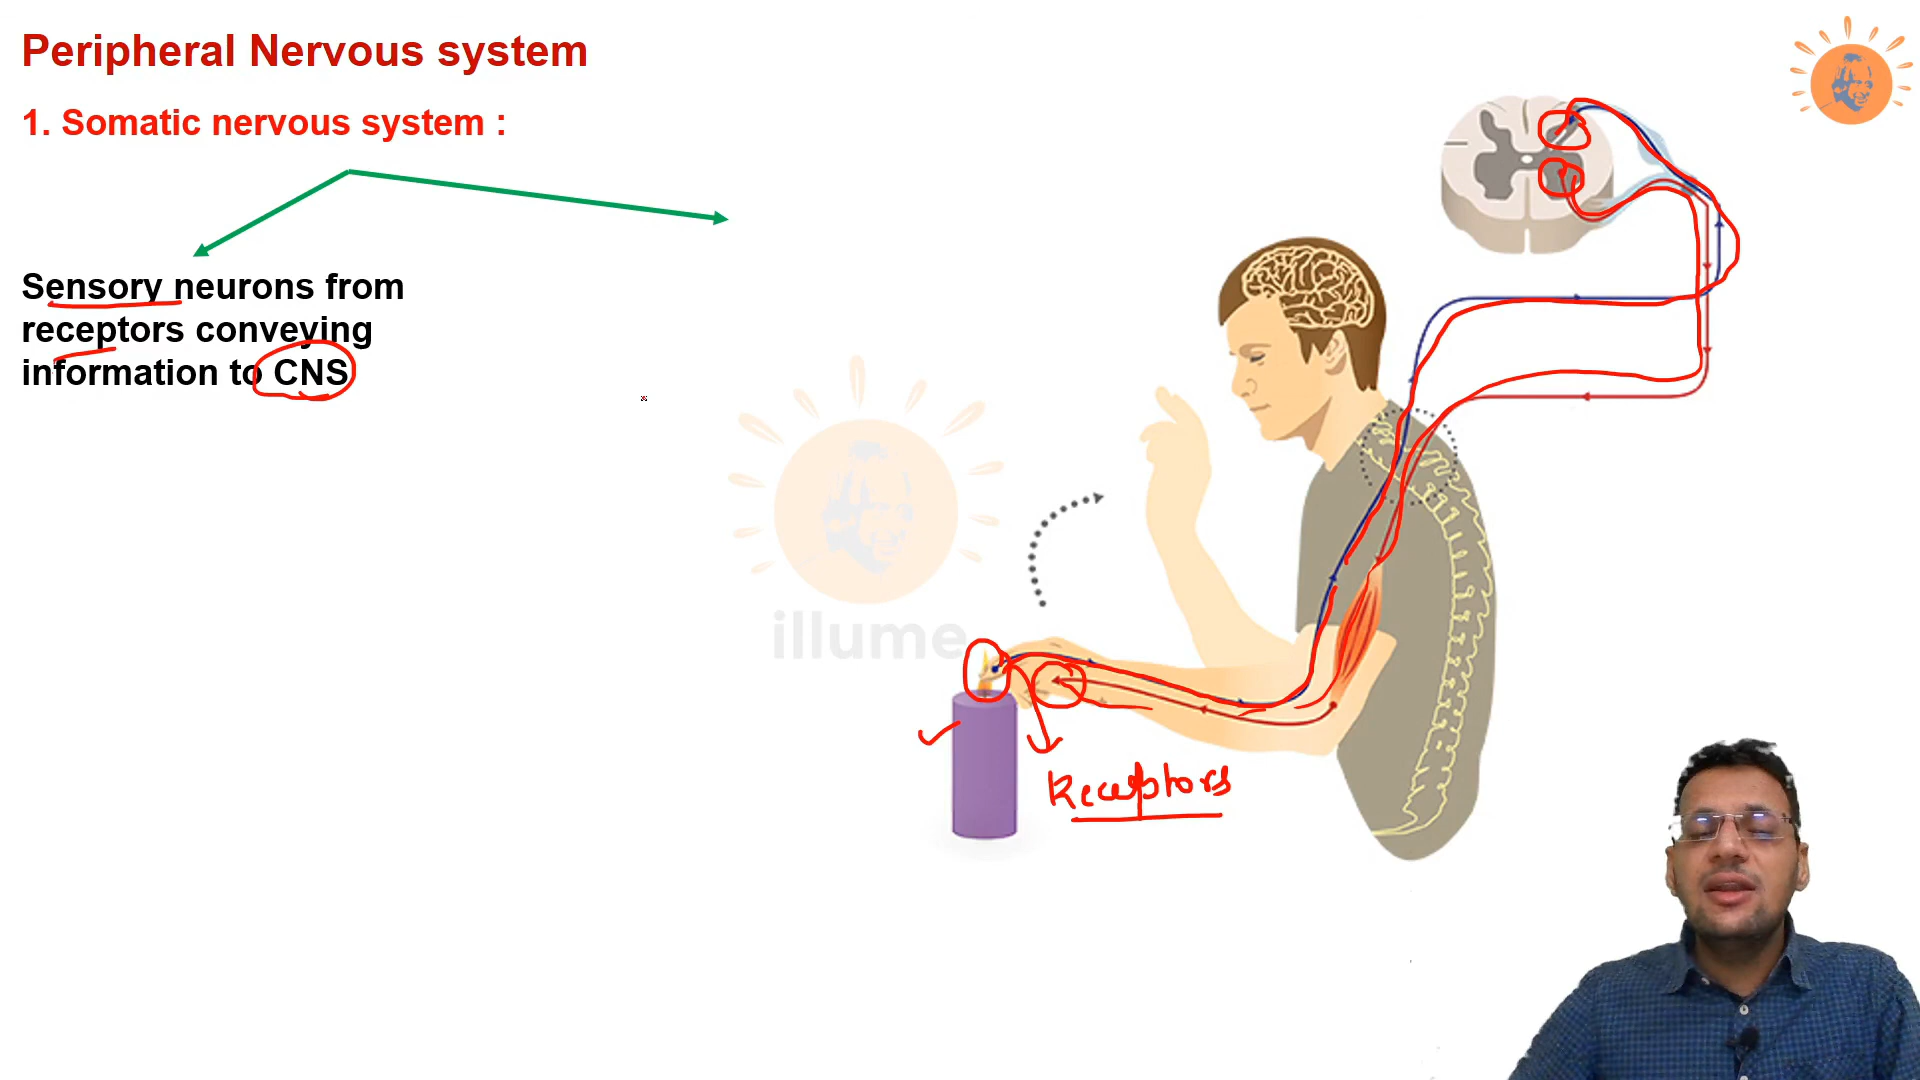 Peripheral Nervous system
1. Somatic nervous system :
Sensory neurons from
receptors conveying
information to CNS
illume
Receptors